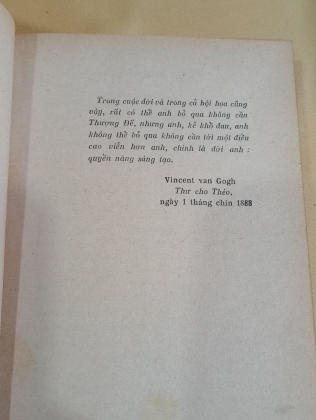 Trong cuộc đời và trong cả hội họa cũng
vậy, rất có thể anh bỏ qua không cần
Thượng Đế, nhưng anh, kẻ khổ đau, anh
không thể bỏ qua không cần tới một điều
cao viễn hơn anh, chính là đời anh :
quyền năng sáng tạo.
Vincent van Gogh
Thư cho Théo,
ngày 1 tháng chín 1888